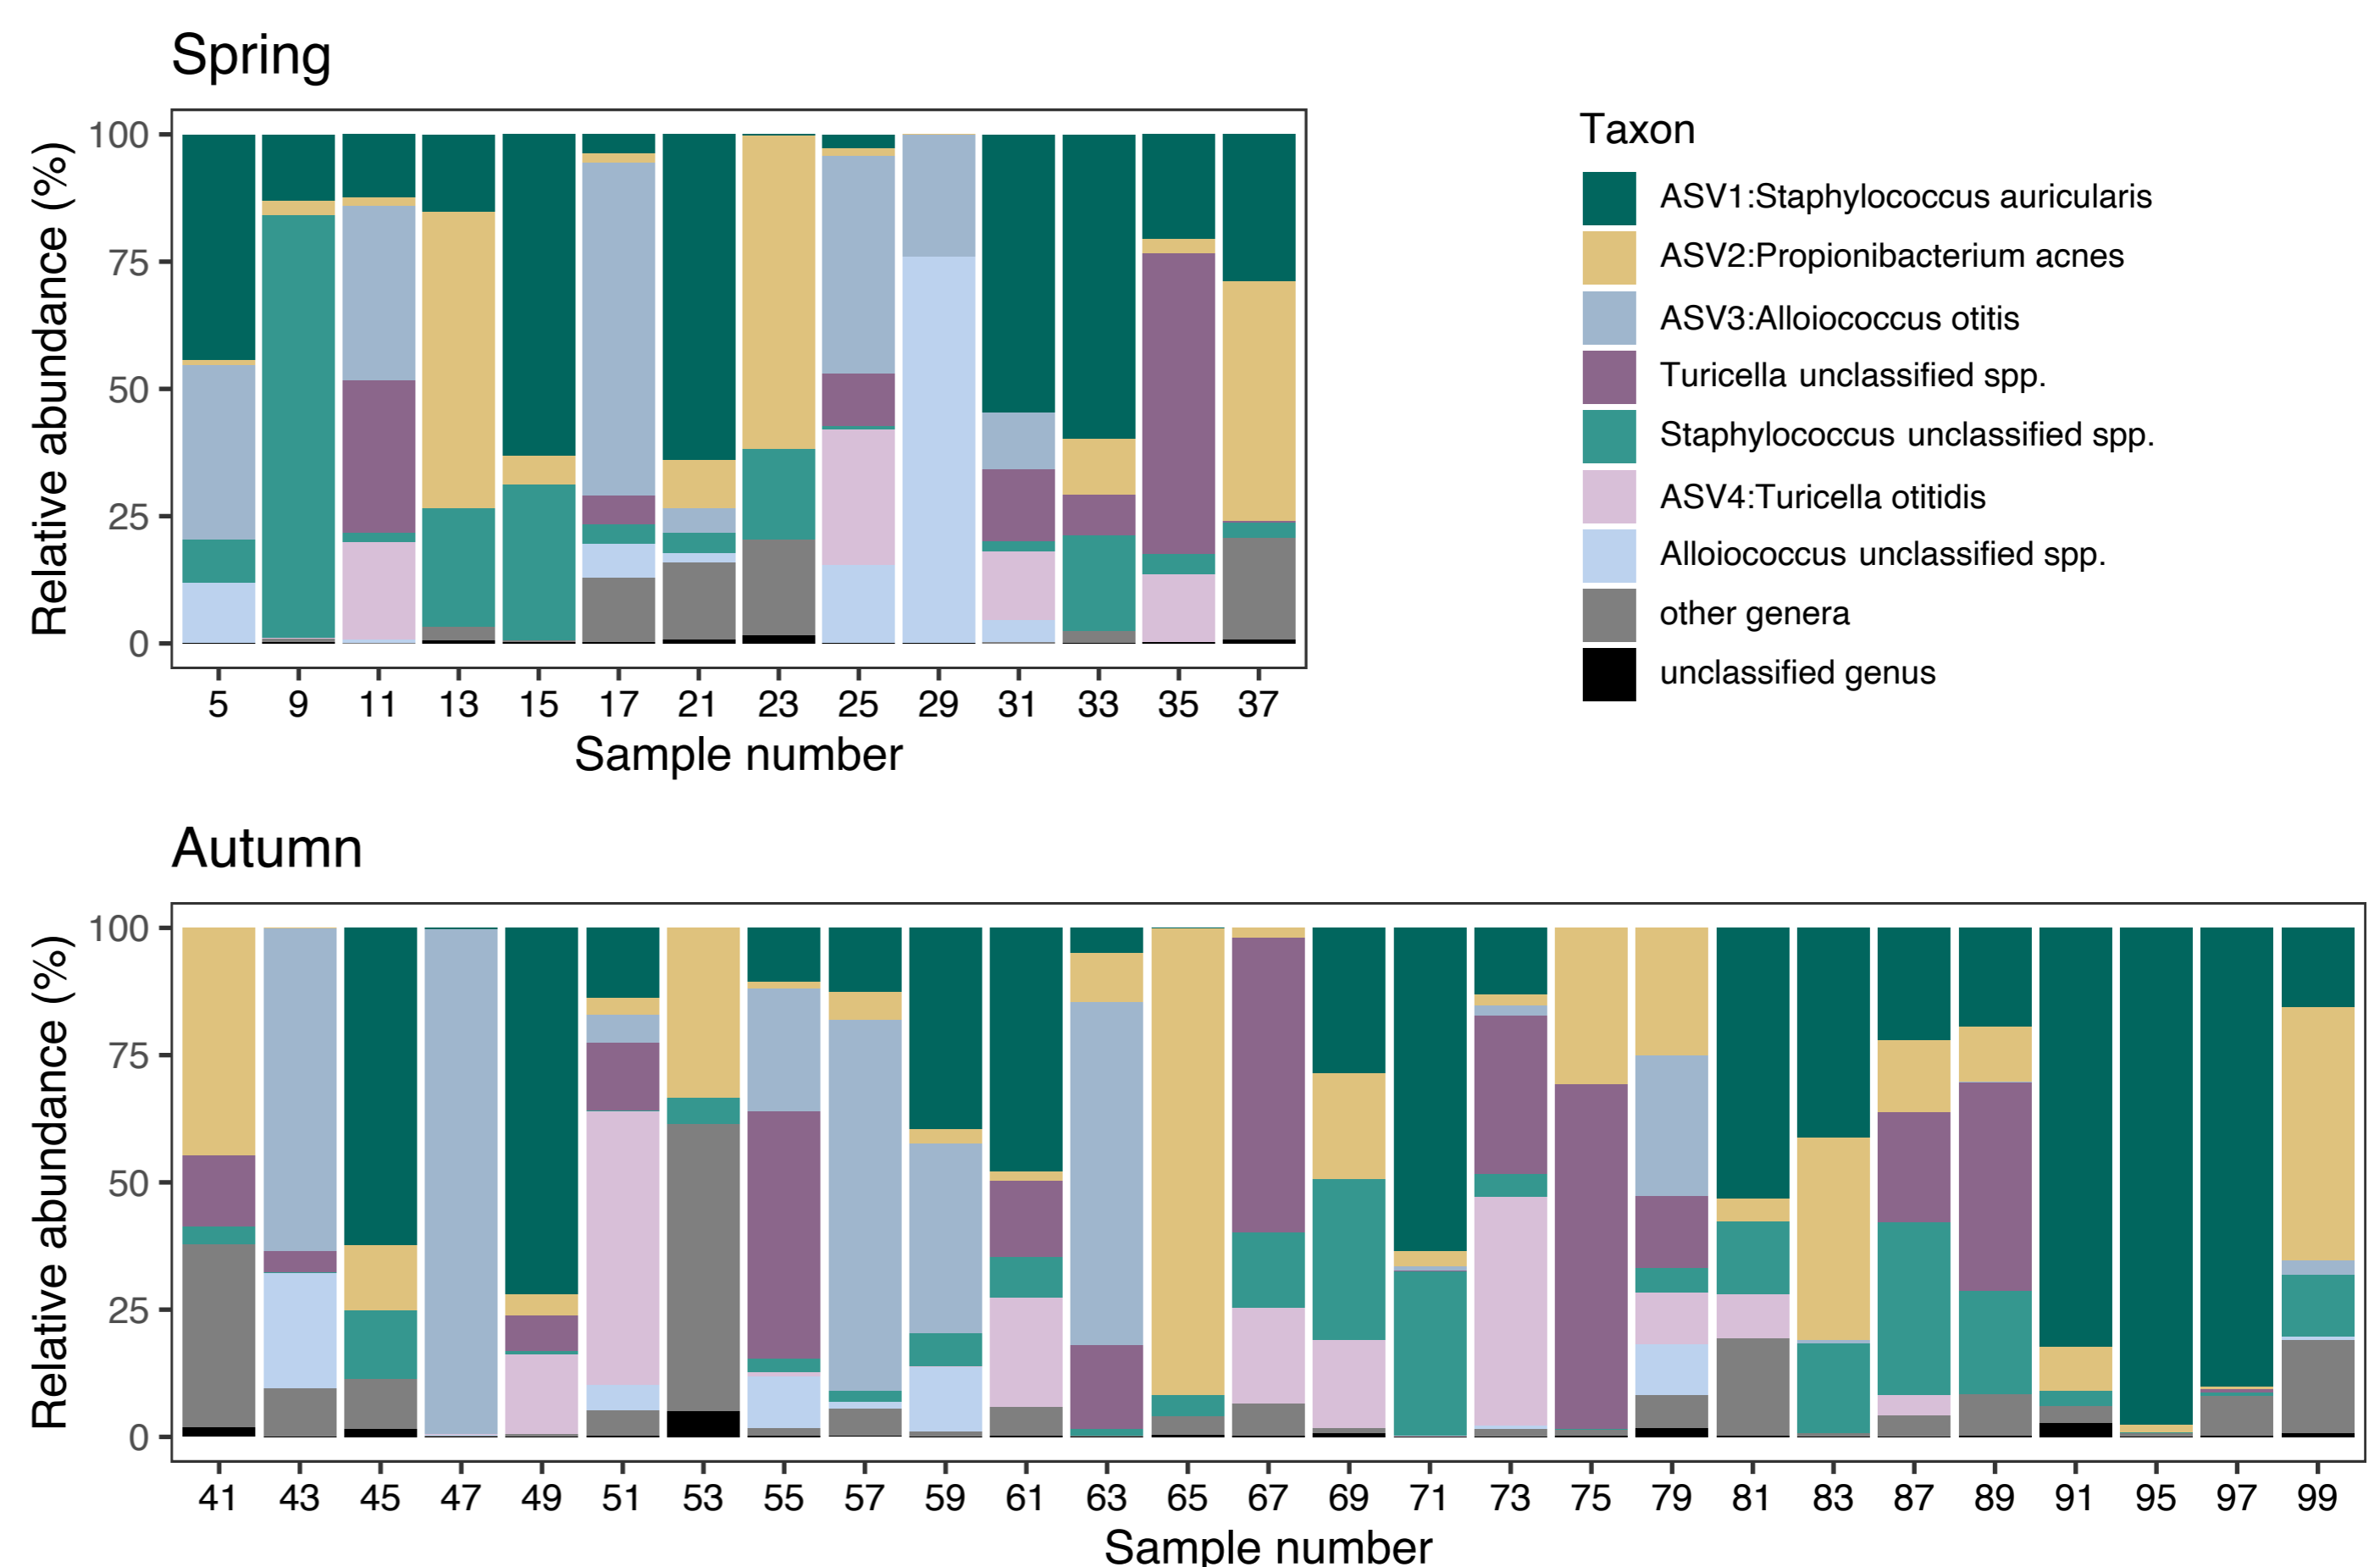 Spring
Relative abundance (%)
100
75
50
25
0
5 9 11 13 15 17 21 23 25 29 31 33 35 37
Sample number
Taxon
ASV1:Staphylococcus auricularis
ASV2:Propionibacterium acnes
ASV3:Alloiococcus otitis
Turicella unclassified spp.
Staphylococcus unclassified spp.
ASV4:Turicella otitidis
Alloiococcus unclassified spp.
other genera
unclassified genus
Autumn
Relative abundance (%)
100
75
50
25
0
41 43 45 47 49 51 53 55 57 59 61 63 65 67 69 71 73 75 79 81 83 87 89 91 95 97 99
Sample number